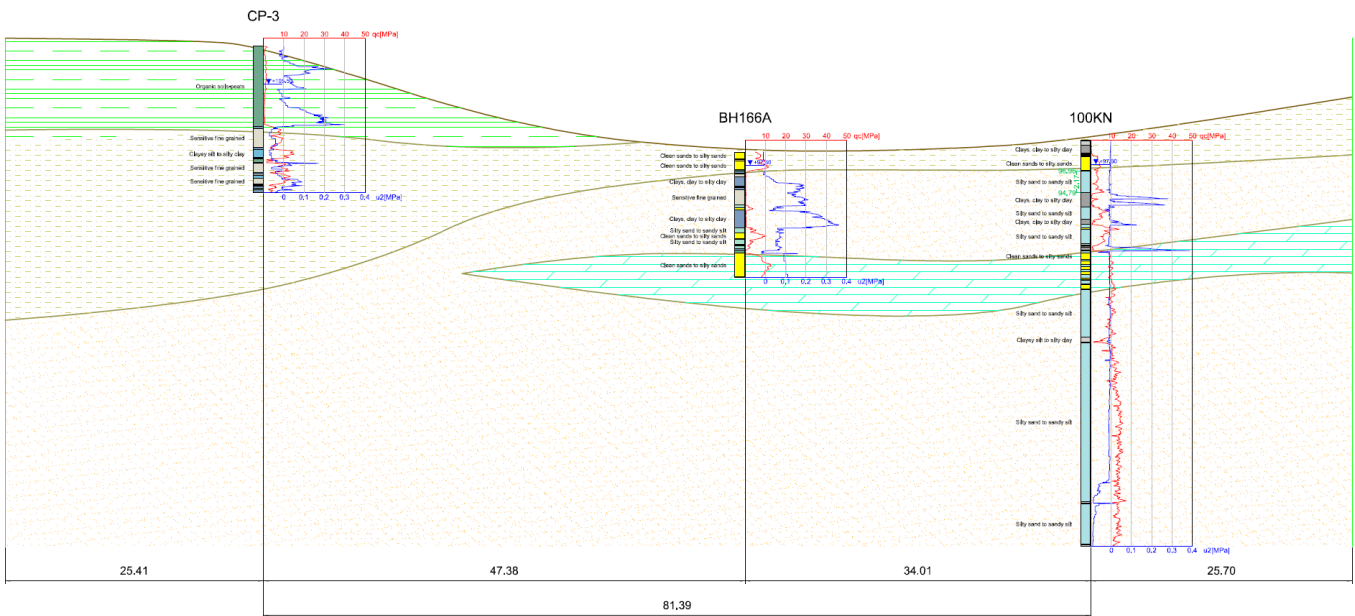 CP-3
10 20 30 40 50 qc[MPa]
Organic soils-peats
Sensitive fine grained
Clayey silt to silty clay
Sensitive fine grained
Sensitive fine grained
0 0,1 0,2 0,3 0,4 u2[MPa]
BH166A
10 20 30 40 50 qc[MPa]
Clean sands to silty sands
Clean sands to silty sands
Clays, clay to silty clay
Sensitive fine grained
Clays, clay to silty clay
Silty sand to sandy silt
Clean sands to silty sands
Silty sand to sandy silt
Clean sands to silty sands
0 0,1 0,2 0,3 0,4 u2[MPa]
100KN
10 20 30 40 50 qc[MPa]
Clays, clay to silty clay
Clean sands to silty sands
Silty sand to sandy silt
94,79
Clays, clay to silty clay
Silty sand to sandy silt
Clays, clay to silty clay
Silty sand to sandy silt
Clean sands to silty sands
Silty sand to sandy silt
Clayey silt to silty clay
Silty sand to sandy silt
Silty sand to sandy silt
0 0,1 0,2 0,3 0,4 u2[MPa]
25.41 47.38 34.01 25.70
81.39